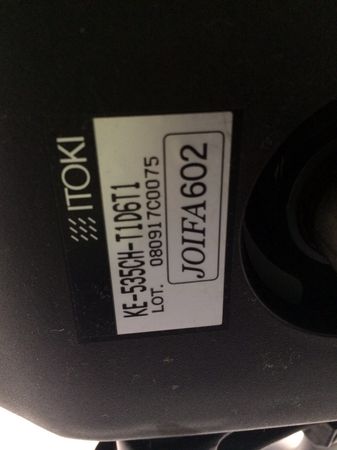 ITOKI
KE-535CH-T1D6T1
LOT. 080917C0075
JOIFA602